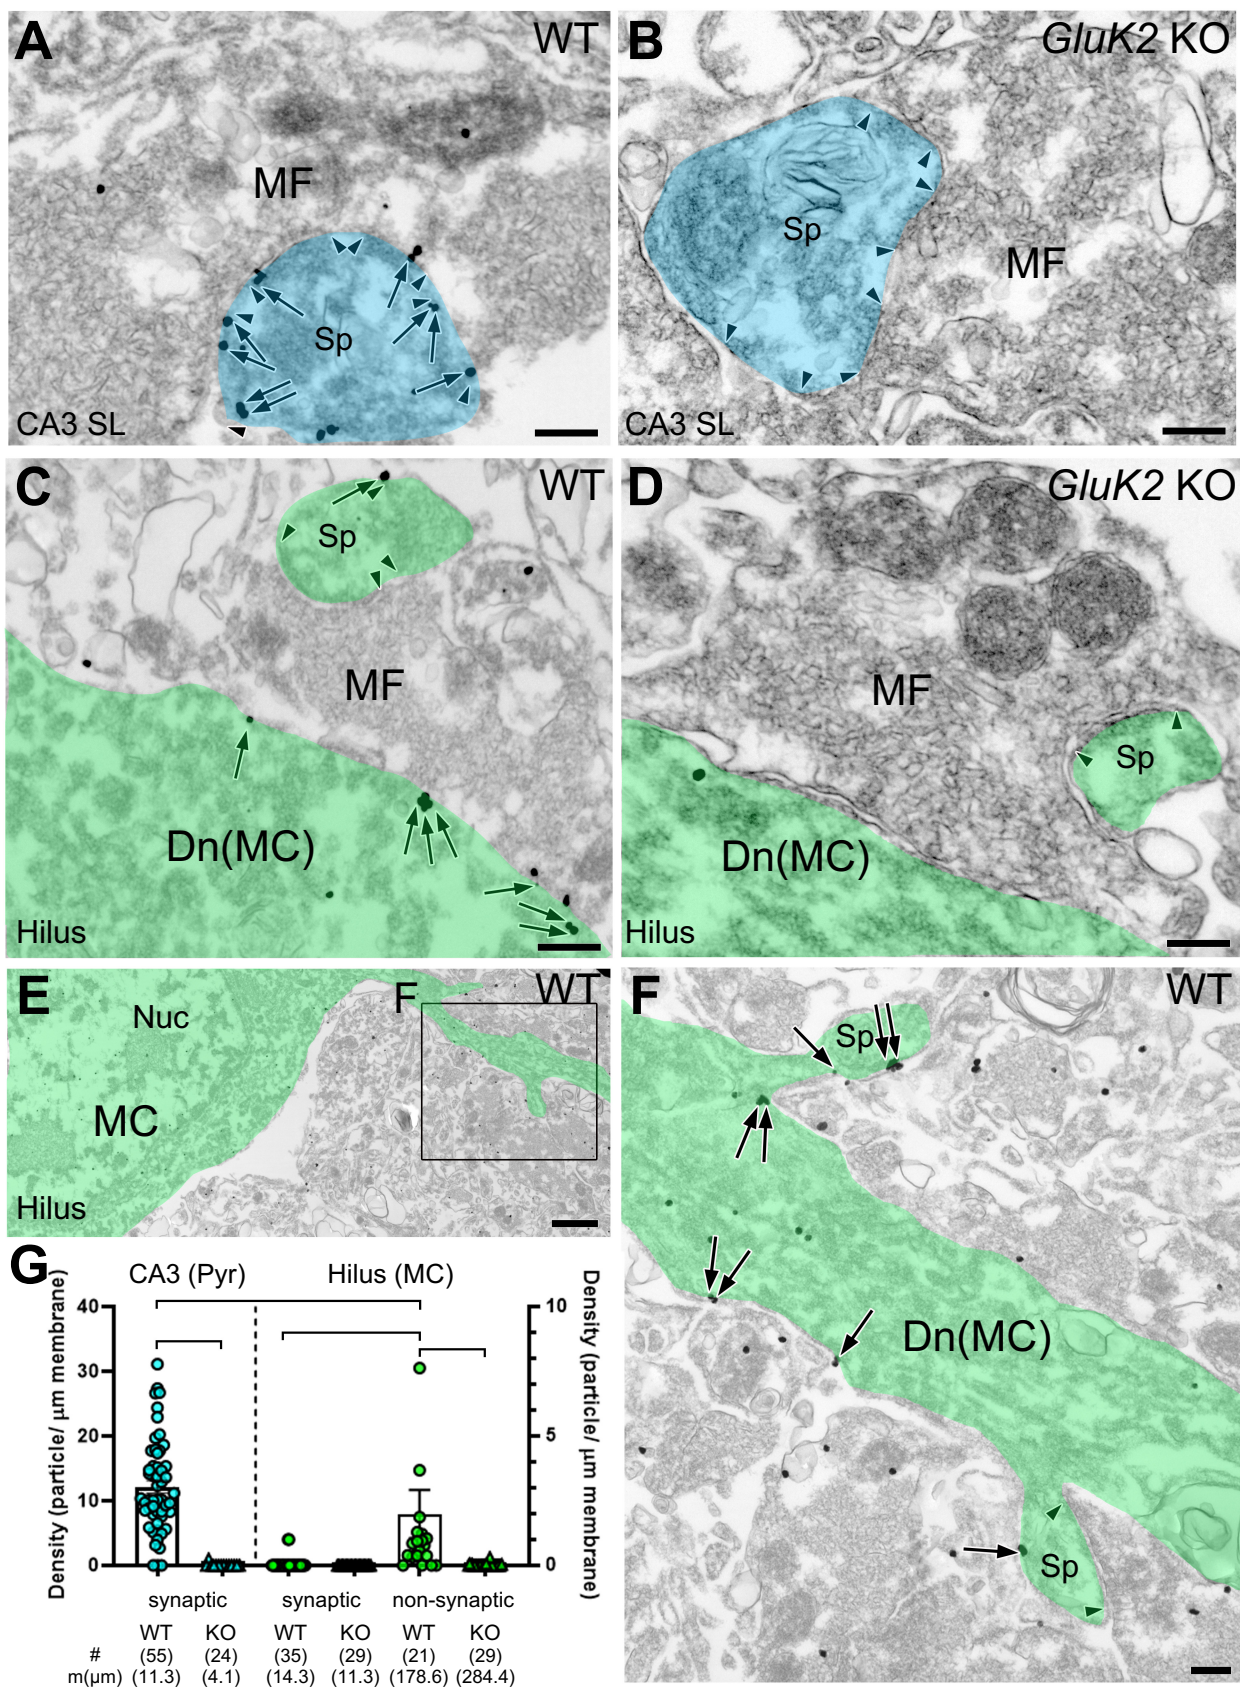 A WT
MF
Sp
CA3 SL
B GluK2 KO
Sp
MF
CA3 SL
C WT
Sp
MF
Dn(MC)
Hilus
D GluK2 KO
MF
Sp
Dn(MC)
Hilus
E F WT
Nuc
MC
Hilus
F WT
Sp
Dn(MC)
Sp
G
CA3 (Pyr) Hilus (MC)
Density (particle/ μm membrane)
40
30
20
10
0
Density (particle/ μm membrane)
10
5
0
synaptic synaptic non-synaptic
WT KO WT KO WT KO
# (55) (24) (35) (29) (21) (29)
m(μm) (11.3) (4.1) (14.3) (11.3) (178.6) (284.4)